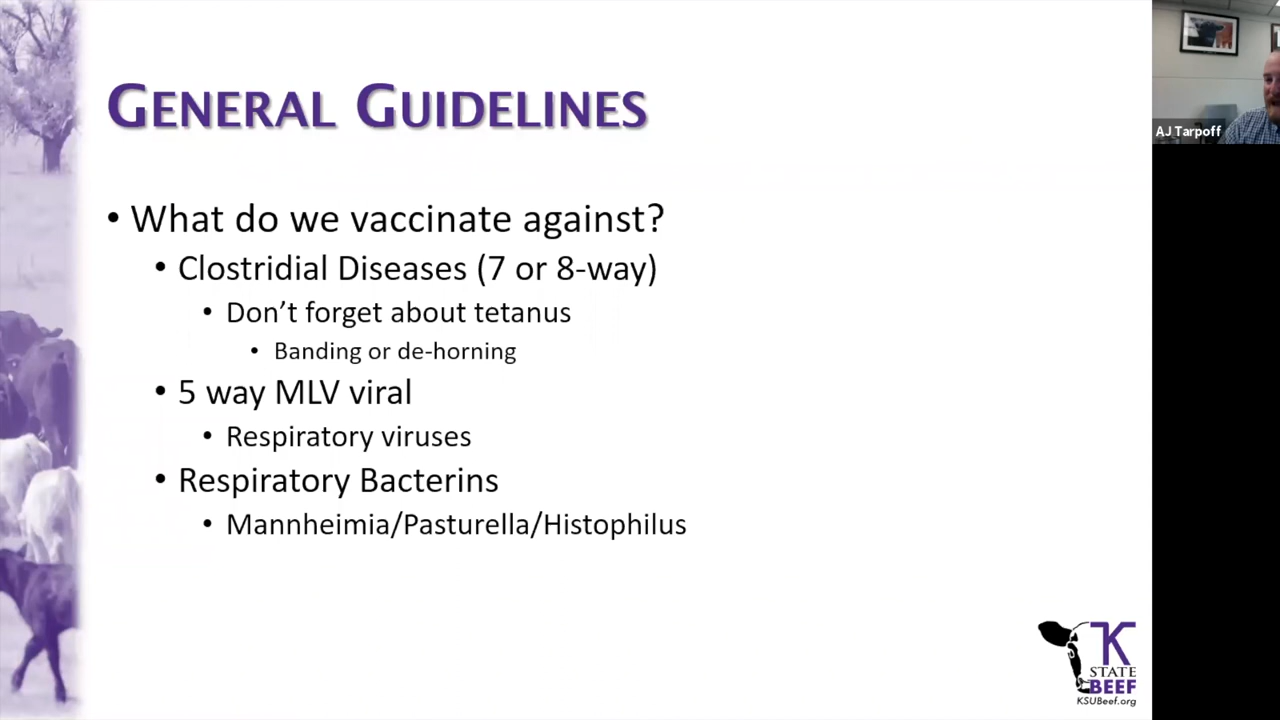 GENERAL GUIDELINES
• What do we vaccinate against?
• Clostridial Diseases (7 or 8-way)
• Don’t forget about tetanus
• Banding or de-horning
• 5 way MLV viral
• Respiratory viruses
• Respiratory Bacterins
• Mannheimia/Pasturella/Histophilus
AJ Tarpoff
K
STATE
BEEF
KSUBeef.org